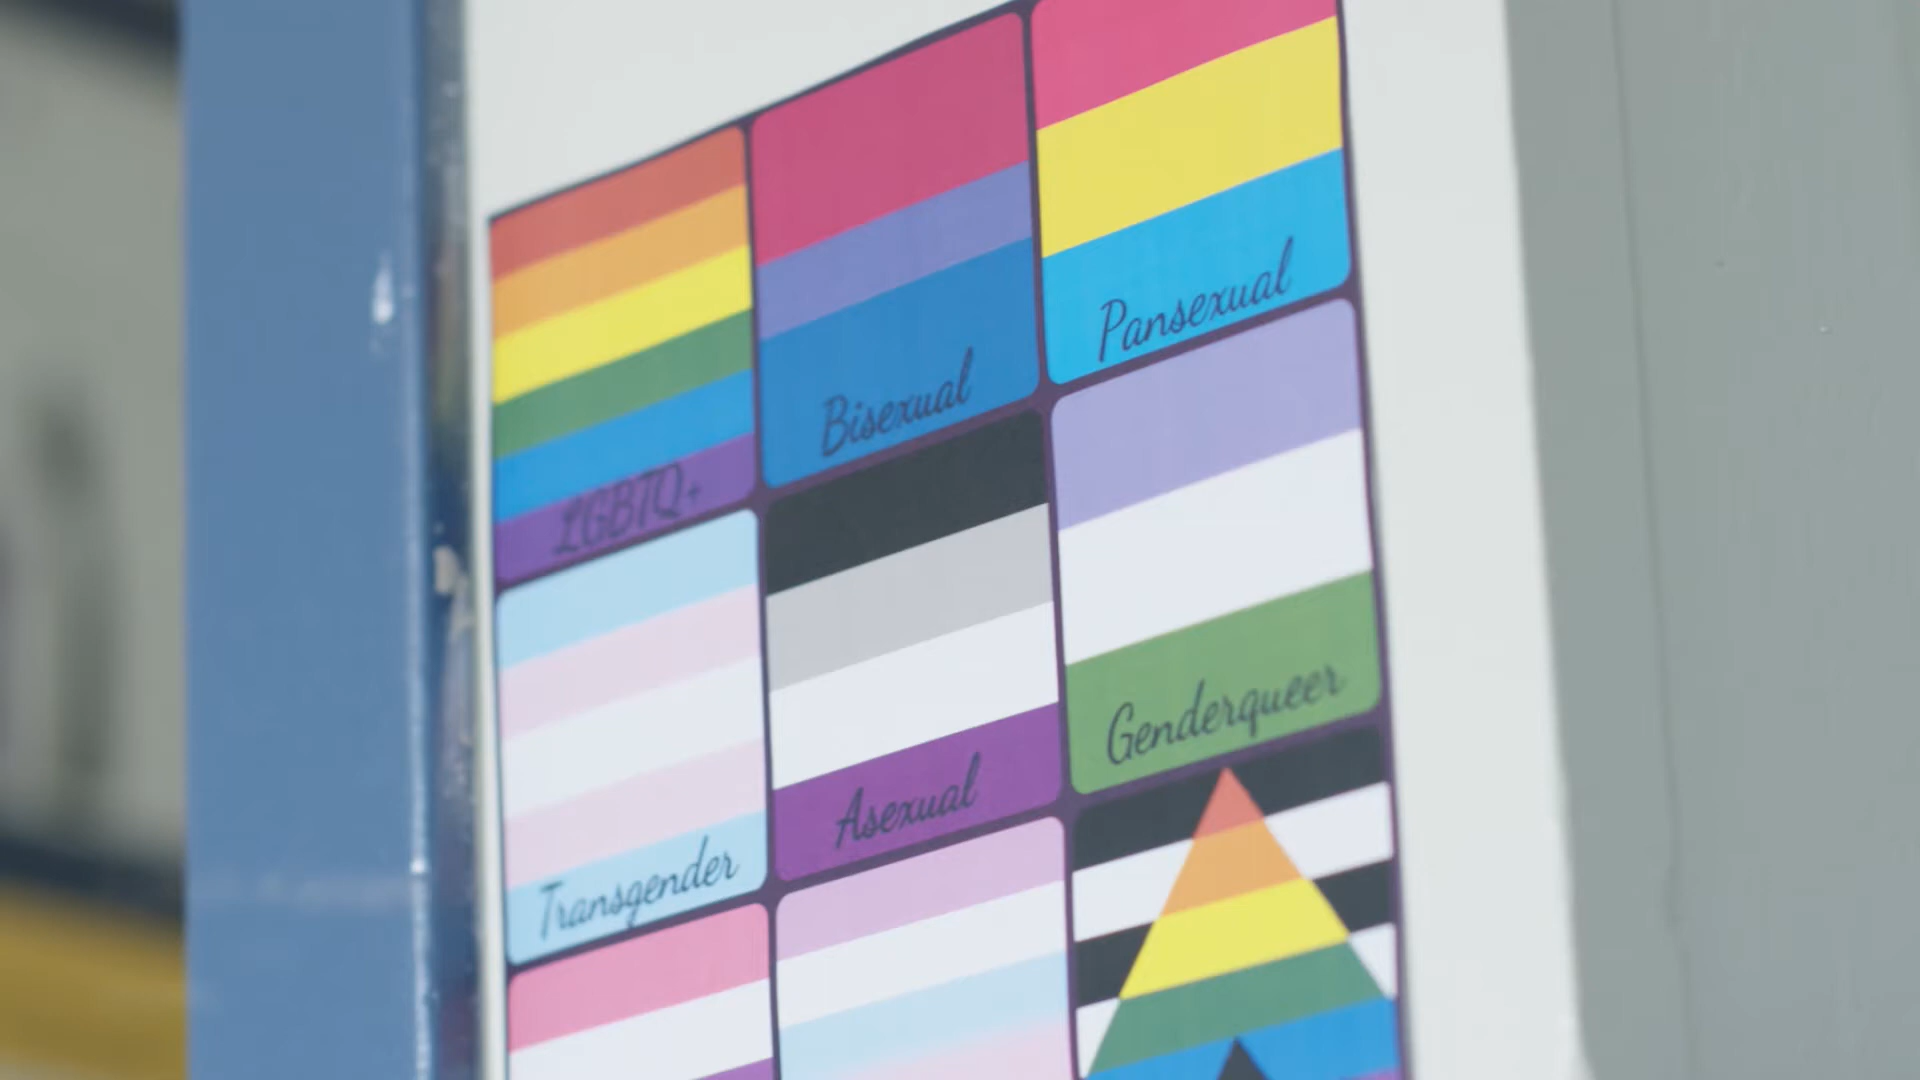 LGBTQ+
Bisexual
Pansexual
Transgender
Asexual
Genderqueer